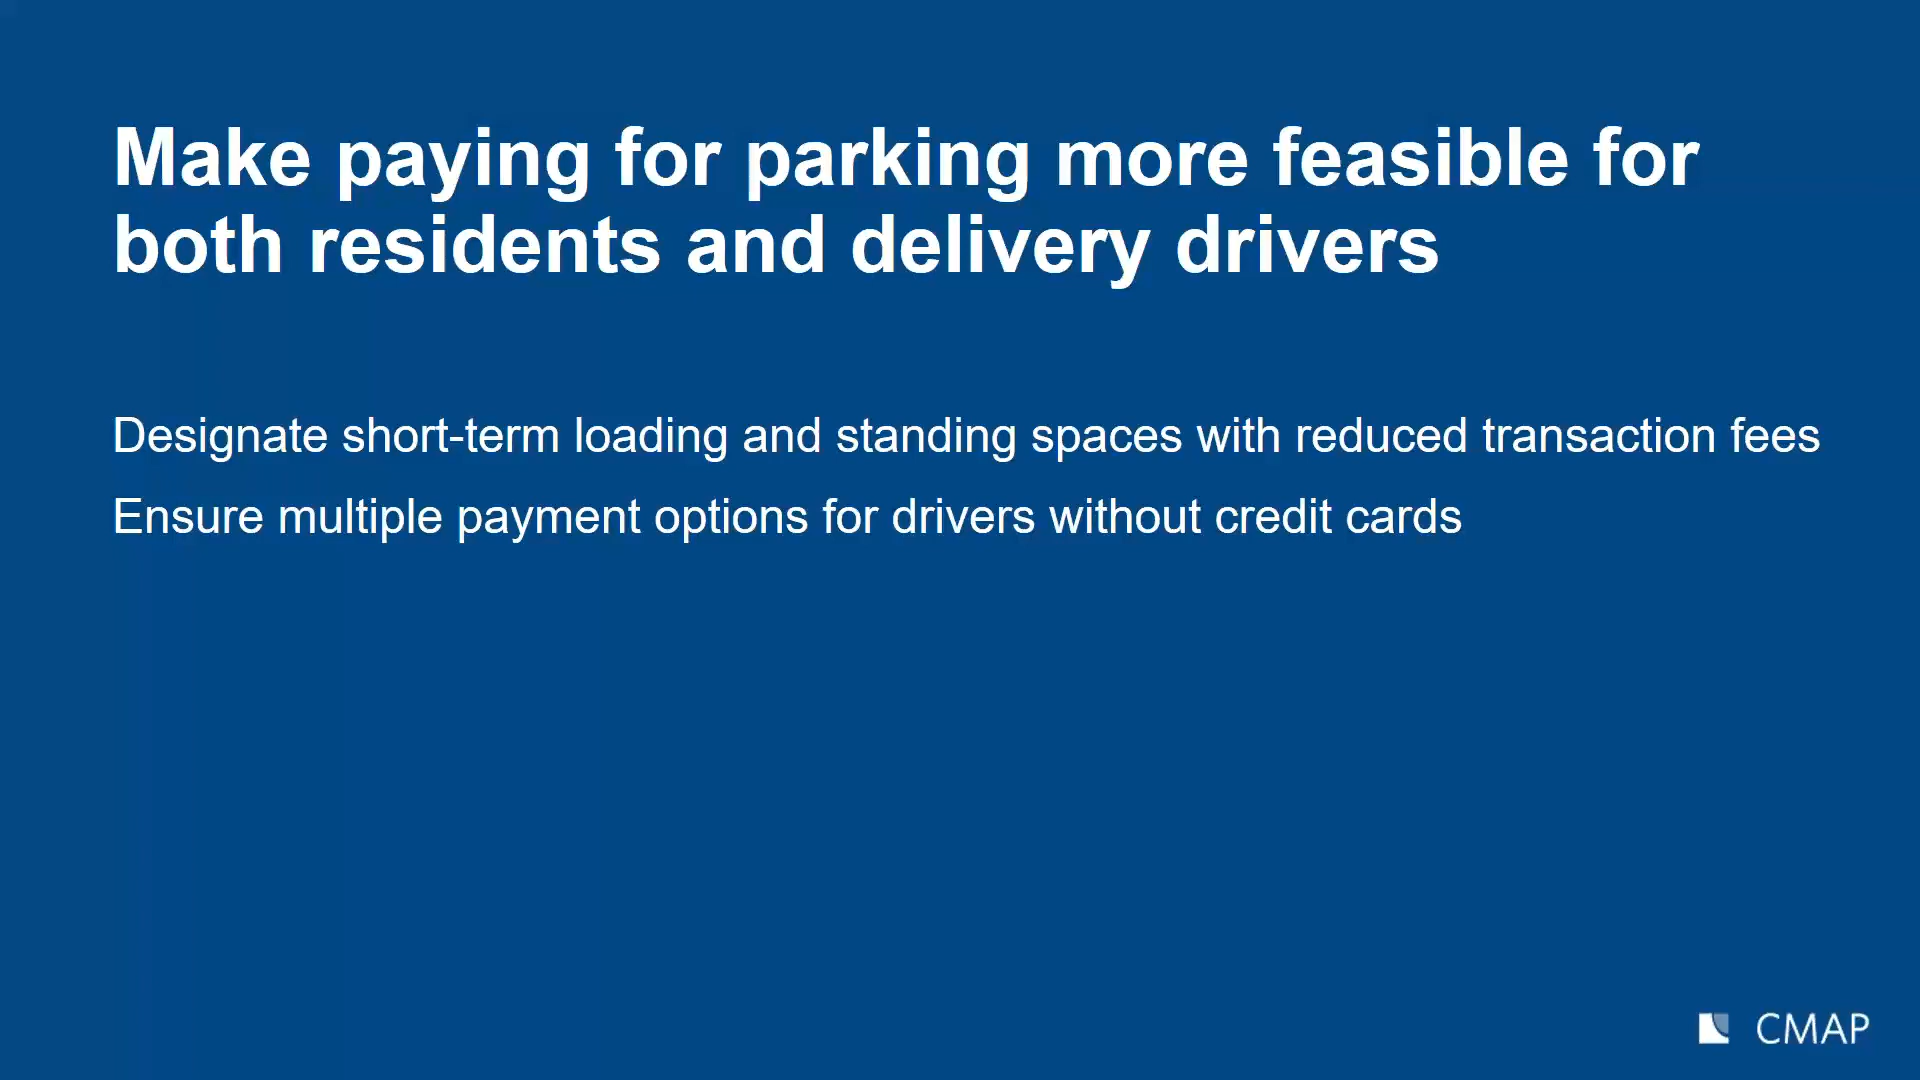 Make paying for parking more feasible for
both residents and delivery drivers
Designate short-term loading and standing spaces with reduced transaction fees
Ensure multiple payment options for drivers without credit cards
CMAP